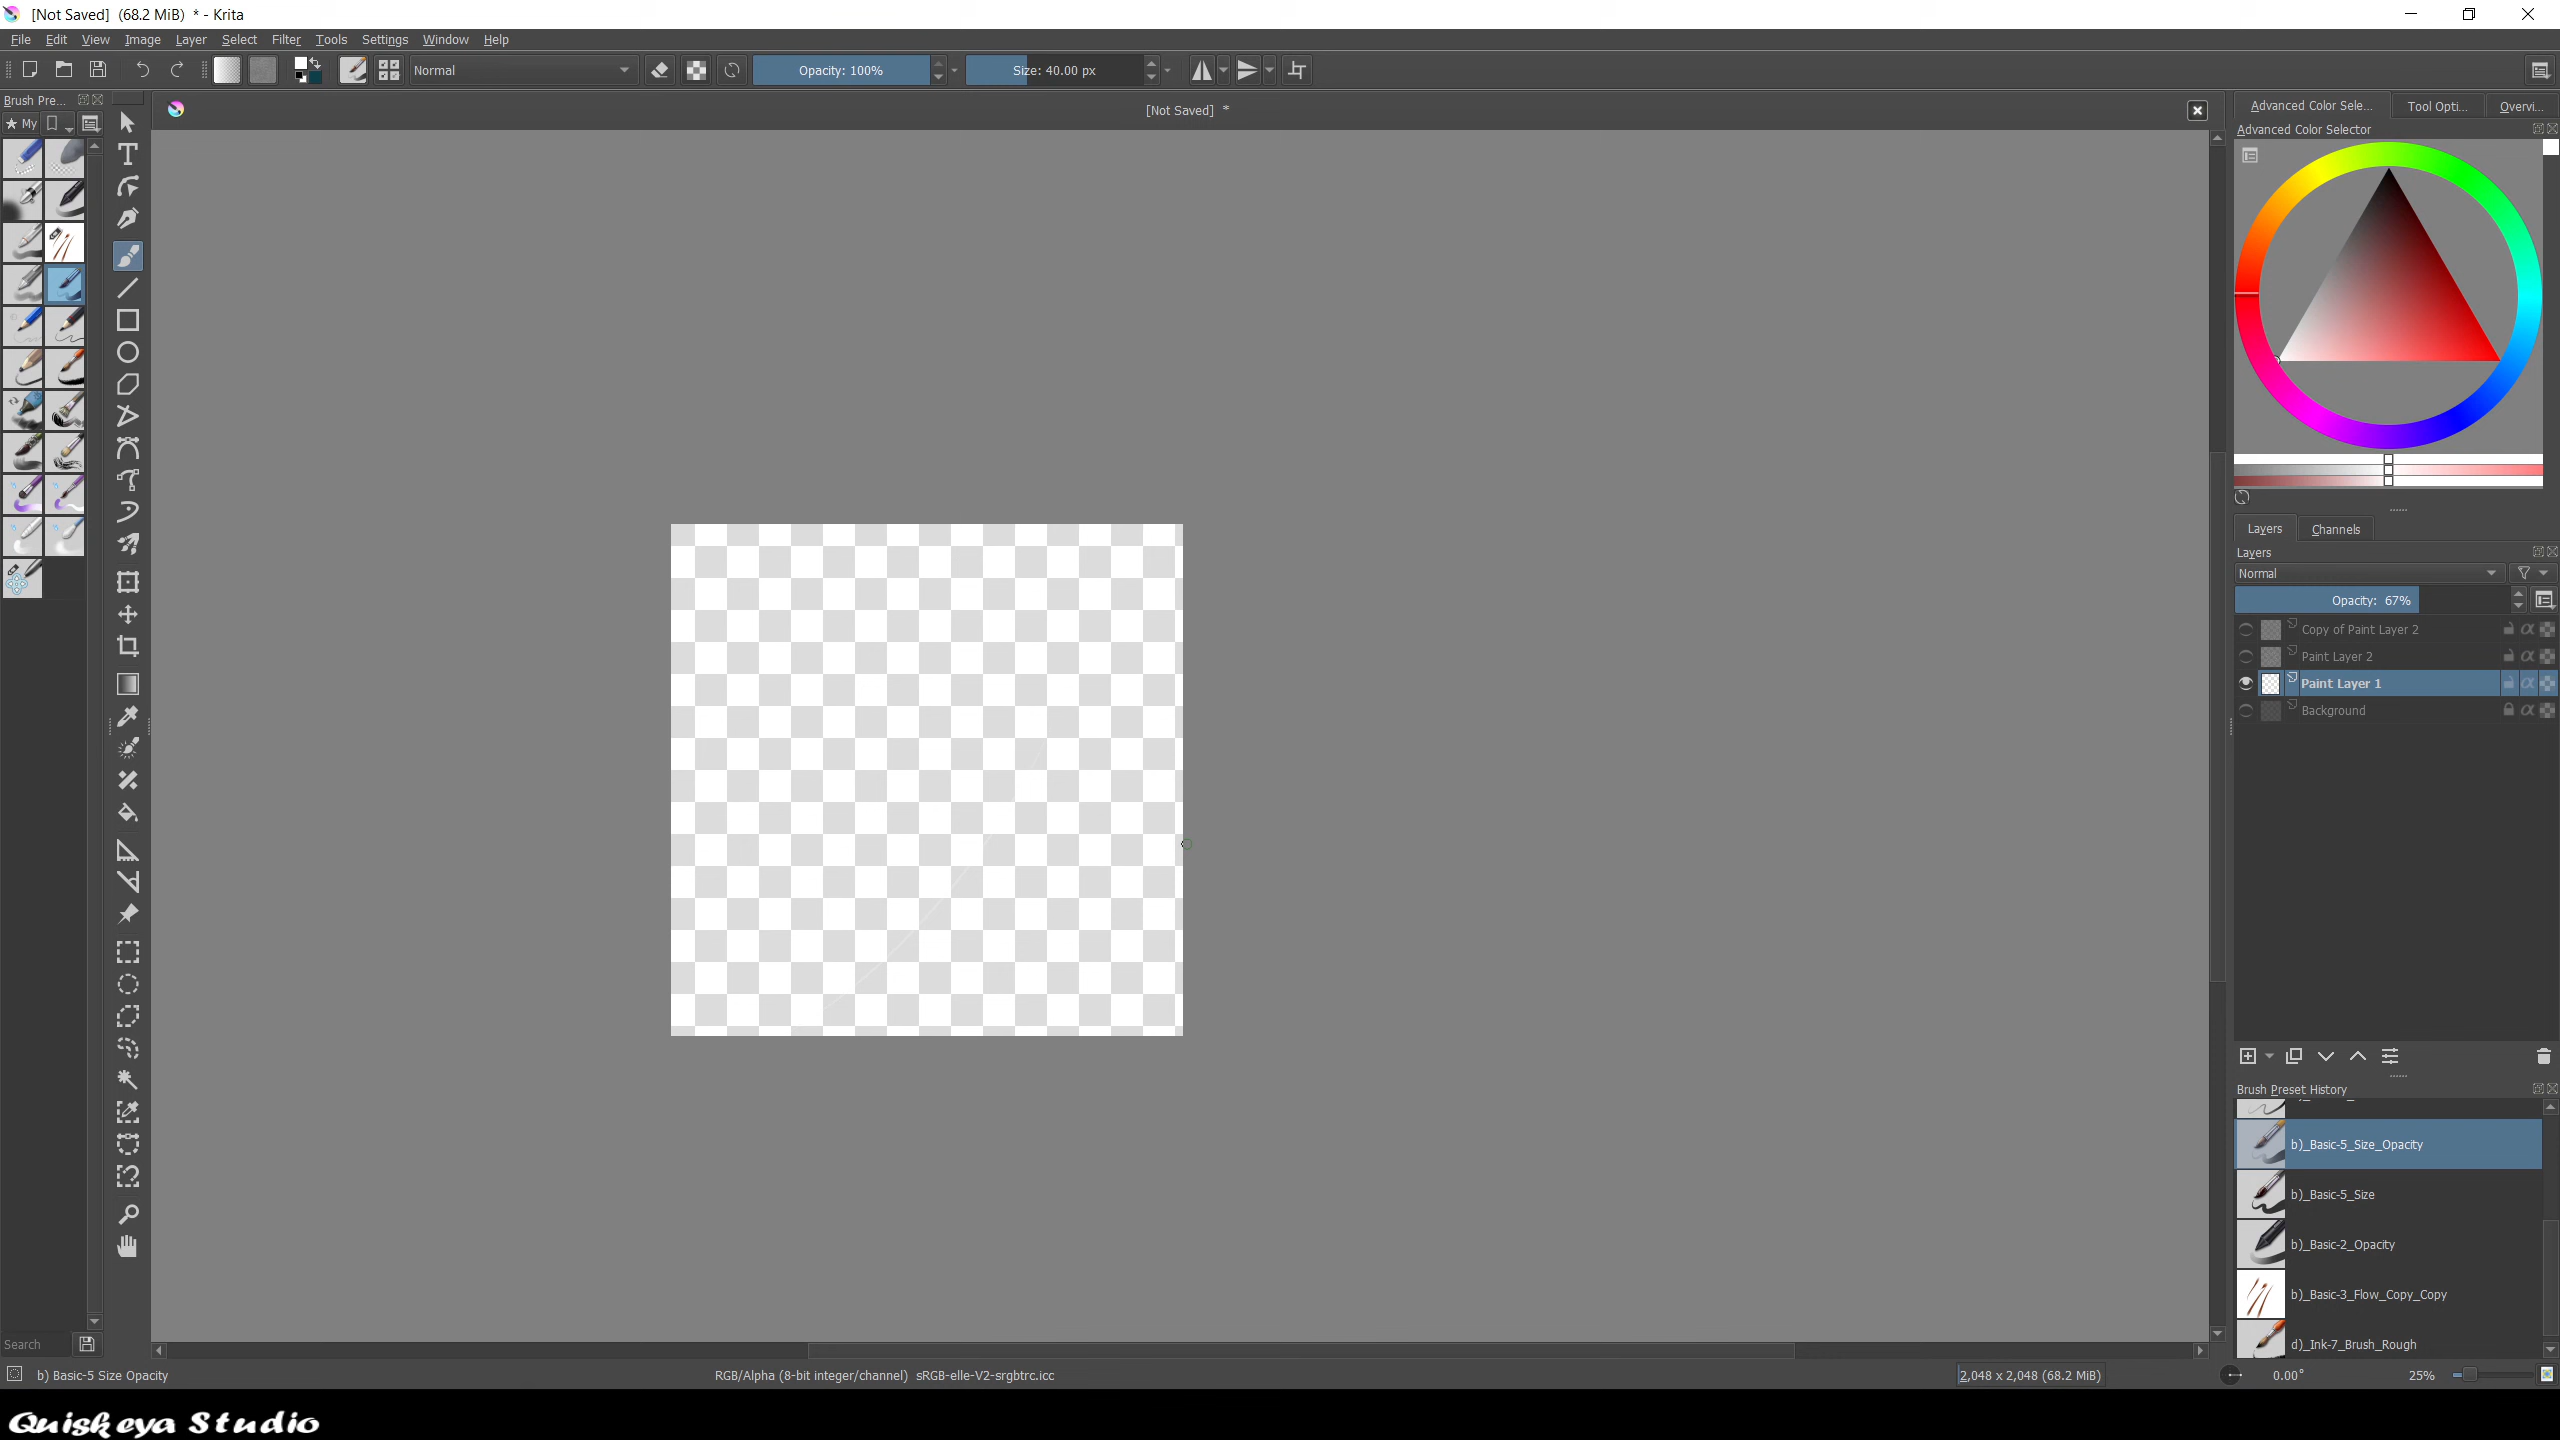 [Not Saved] (68.2 MiB) * - Krita
File Edit View Image Layer Select Filter Tools Settings Window Help
Normal Opacity: 100% Size: 40.00 px
Brush Pre...
[Not Saved] *
Advanced Color Sele... Tool Opti... Overvi...
My
Advanced Color Selector
Layers Channels
Layers
Normal
Opacity: 67%
Copy of Paint Layer 2
Paint Layer 2
Paint Layer 1
Background
Brush Preset History
b)_Basic-5_Size_Opacity
b)_Basic-5_Size
b)_Basic-2_Opacity
b)_Basic-3_Flow_Copy_Copy
d)_Ink-7_Brush_Rough
Search
b) Basic-5 Size Opacity RGB/Alpha (8-bit integer/channel) sRGB-elle-V2-srgbtrc.icc 2,048 x 2,048 (68.2 MiB) 0.00° 25%
Quiskeya Studio